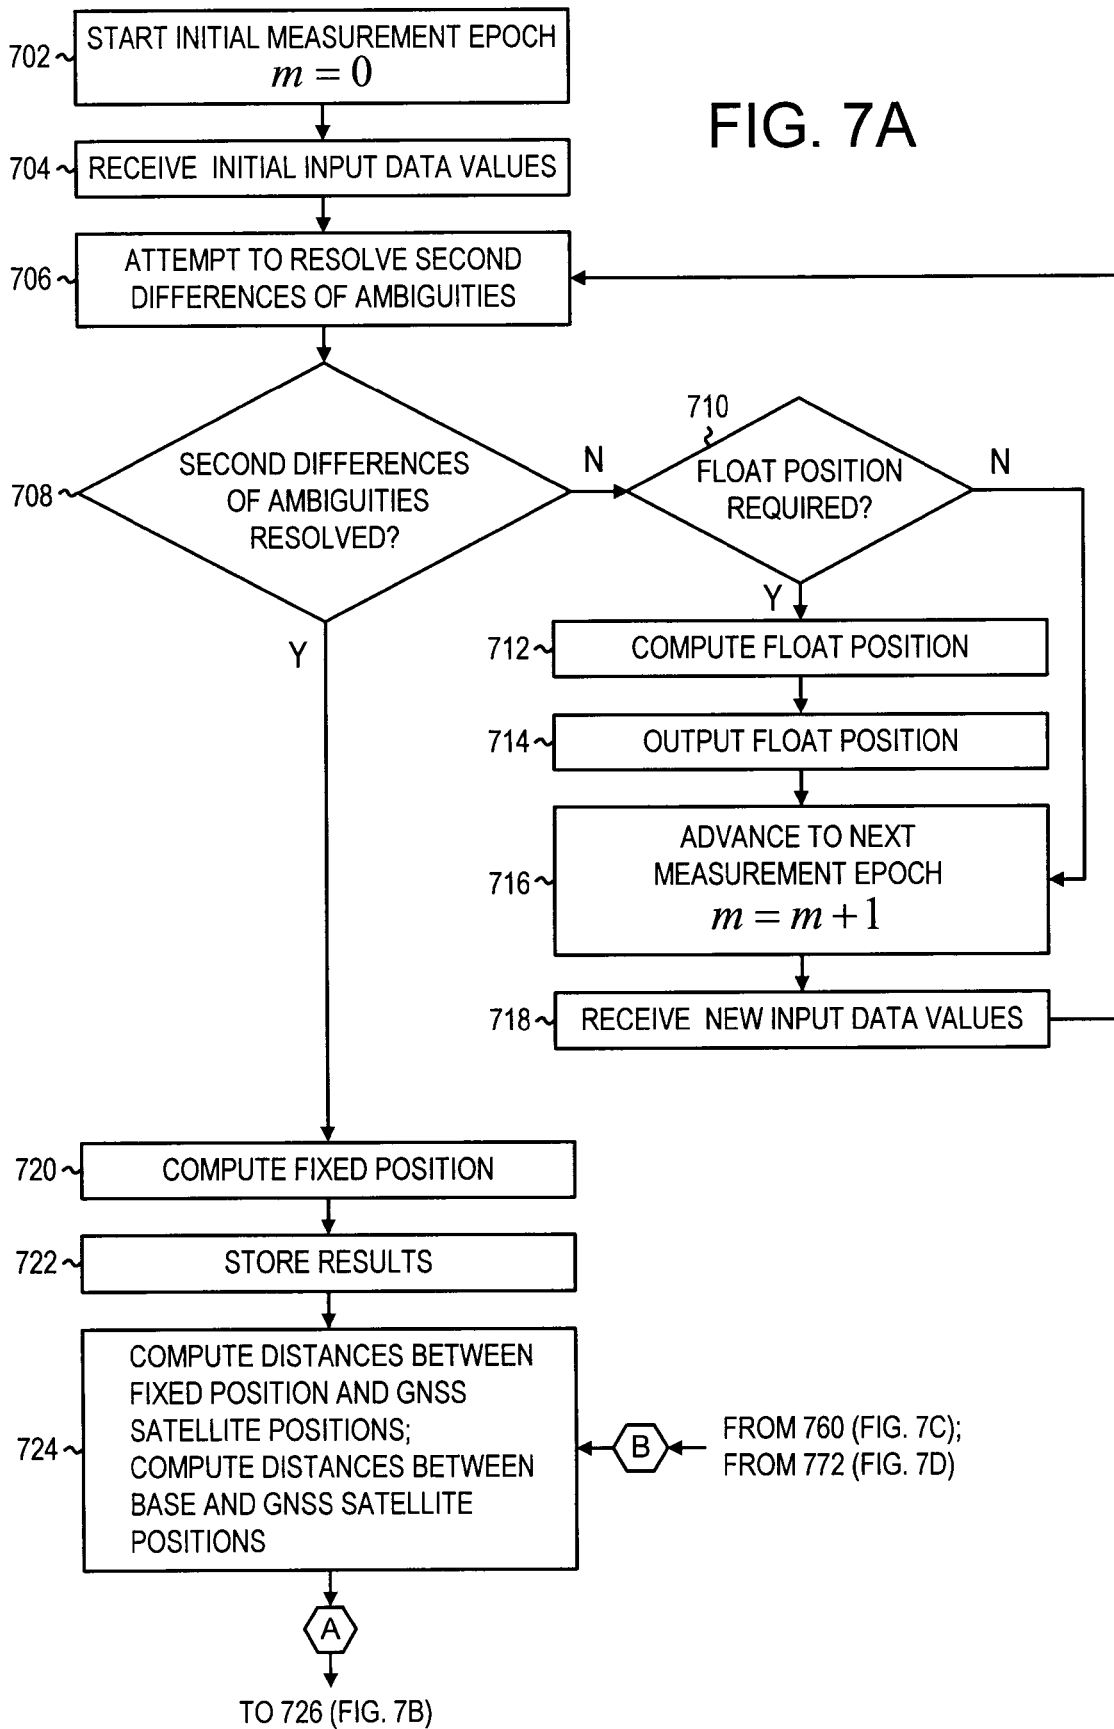 FIG. 7A
702
START INITIAL MEASUREMENT EPOCH
m = 0
704
RECEIVE INITIAL INPUT DATA VALUES
706
ATTEMPT TO RESOLVE SECOND
DIFFERENCES OF AMBIGUITIES
708
SECOND DIFFERENCES
OF AMBIGUITIES
RESOLVED?
N
Y
710
FLOAT POSITION
REQUIRED?
N
Y
712
COMPUTE FLOAT POSITION
714
OUTPUT FLOAT POSITION
716
ADVANCE TO NEXT
MEASUREMENT EPOCH
m = m + 1
718
RECEIVE NEW INPUT DATA VALUES
720
COMPUTE FIXED POSITION
722
STORE RESULTS
724
COMPUTE DISTANCES BETWEEN
FIXED POSITION AND GNSS
SATELLITE POSITIONS;
COMPUTE DISTANCES BETWEEN
BASE AND GNSS SATELLITE
POSITIONS
B
FROM 760 (FIG. 7C);
FROM 772 (FIG. 7D)
A
TO 726 (FIG. 7B)